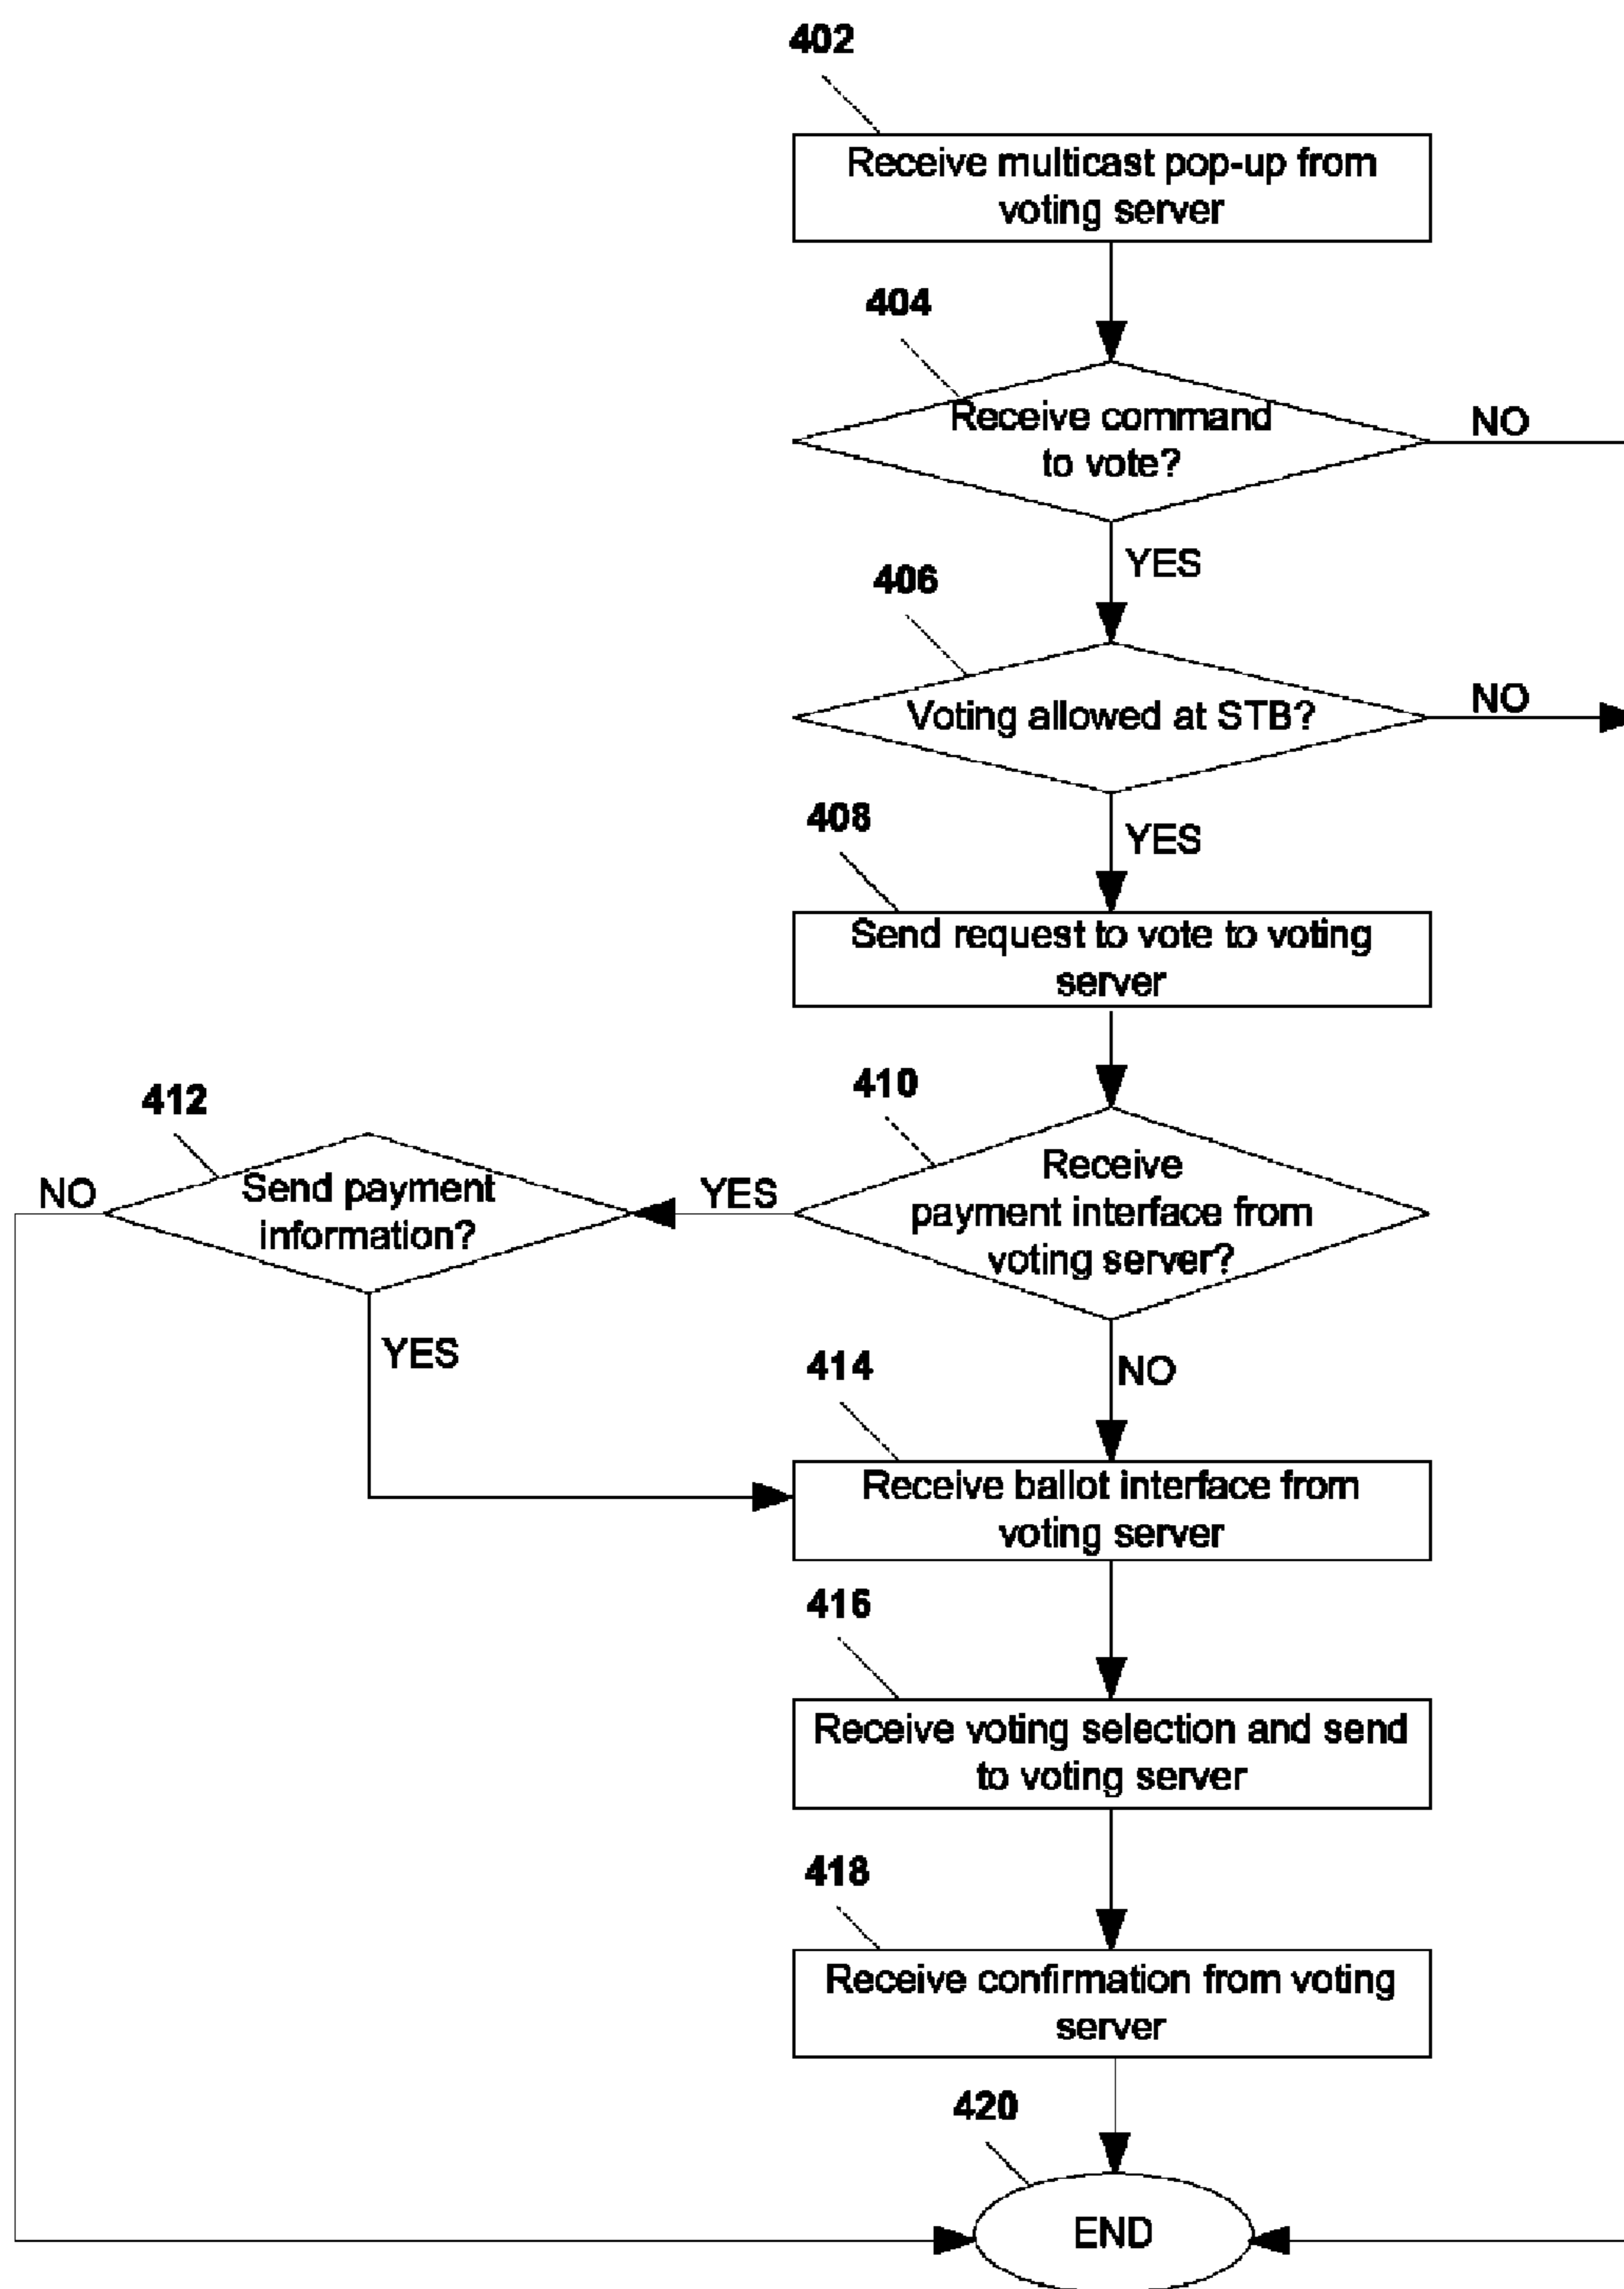 402
Receive multicast pop-up from
voting server
404
Receive command
to vote?
NO
YES
406
Voting allowed at STB?
NO
YES
408
Send request to vote to voting
server
410
Receive
payment interface from
voting server?
YES
412
Send payment
information?
NO
YES
NO
414
Receive ballot interface from
voting server
416
Receive voting selection and send
to voting server
418
Receive confirmation from voting
server
420
END